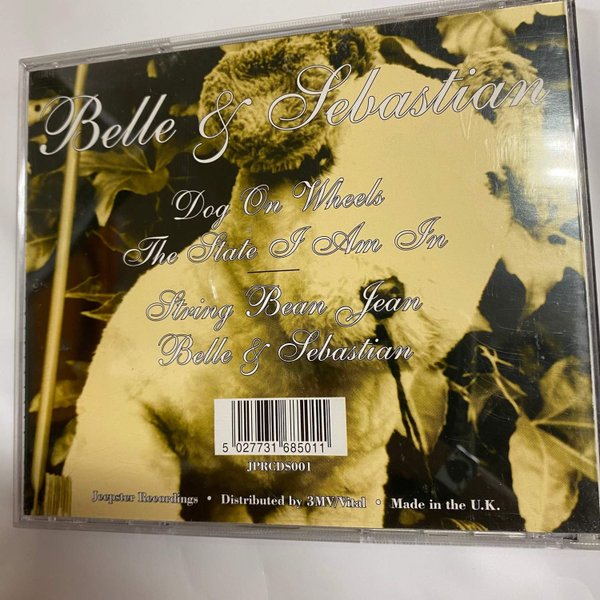 Belle & Sebastian
Dog On Wheels
The State I Am In
String Bean Jean
Belle & Sebastian
5 027731 685011
JPRCDS001
Jeepster Recordings • Distributed by 3MV/Vital • Made in the U.K.